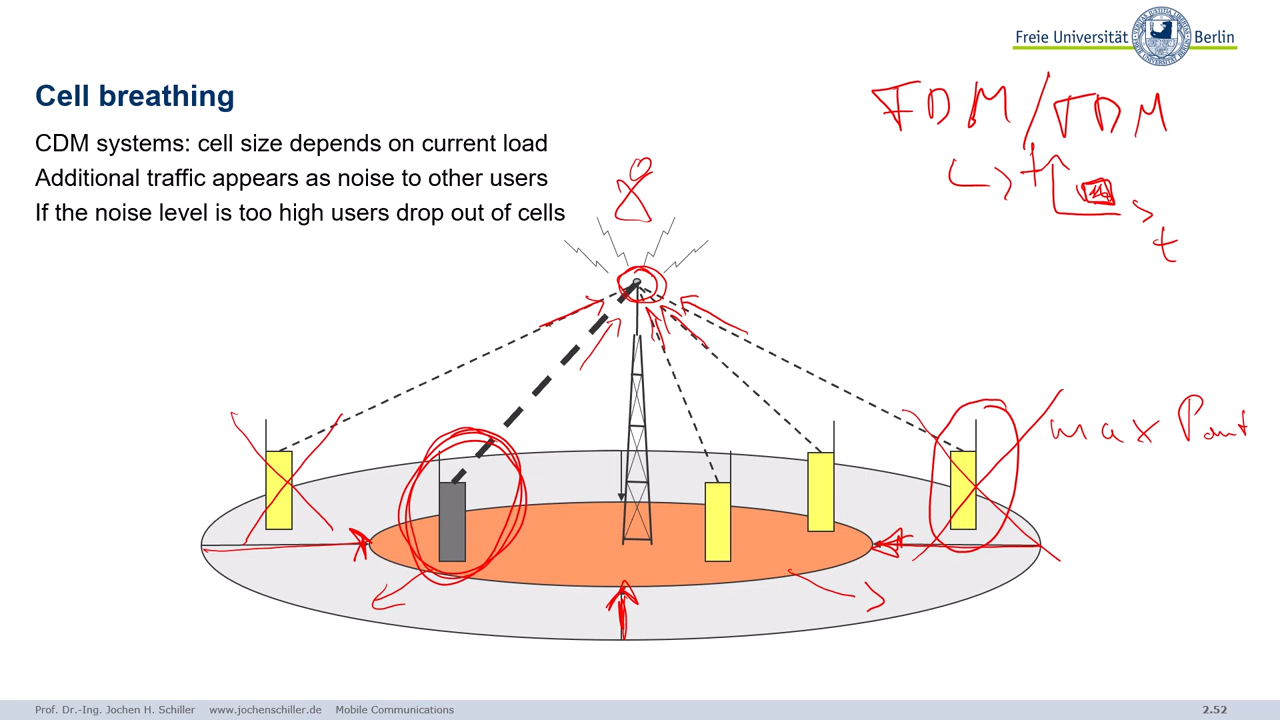 Freie Universität Berlin
Cell breathing
FDM/TDM
CDM systems: cell size depends on current load
Additional traffic appears as noise to other users
If the noise level is too high users drop out of cells
t
max P
Prof. Dr.-Ing. Jochen H. Schiller www.jochenschiller.de Mobile Communications 2.52